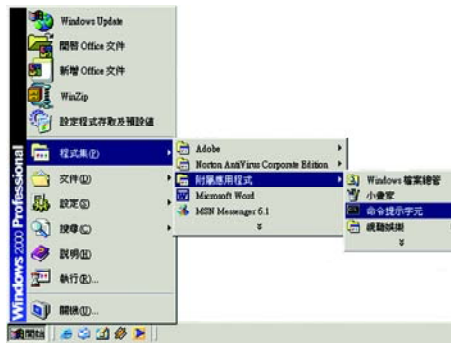 Windows Update
開啟 Office 文件
新增 Office 文件
WinZip
設定程式存取及預設值
程式集(P)
文件(D)
設定(S)
搜尋(C)
說明(H)
執行(R)...
關機(U)...
Windows 2000 Professional
開始
Adobe
Norton AntiVirus Corporate Edition
附屬應用程式
Microsoft Word
MSN Messenger 6.1
Windows 檔案總管
小畫家
命令提示字元
視聽娛樂